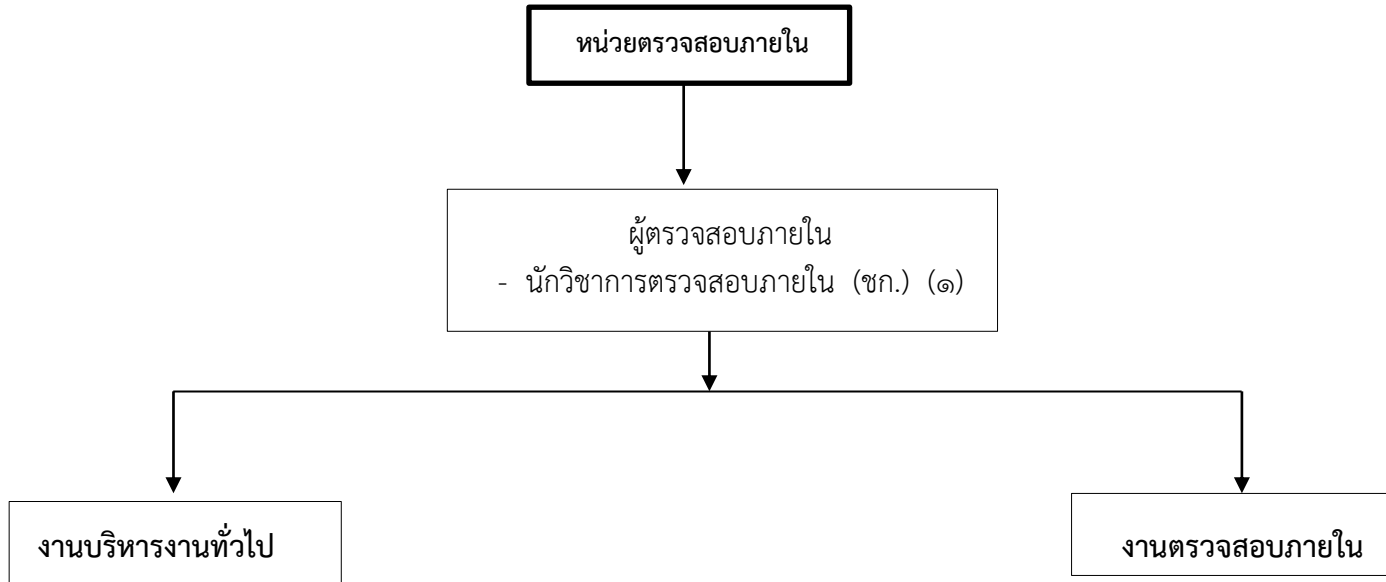 หน่วยตรวจสอบภายใน
ผู้ตรวจสอบภายใน
- นักวิชาการตรวจสอบภายใน (ชก.) (๑)
งานบริหารงานทั่วไป
งานตรวจสอบภายใน